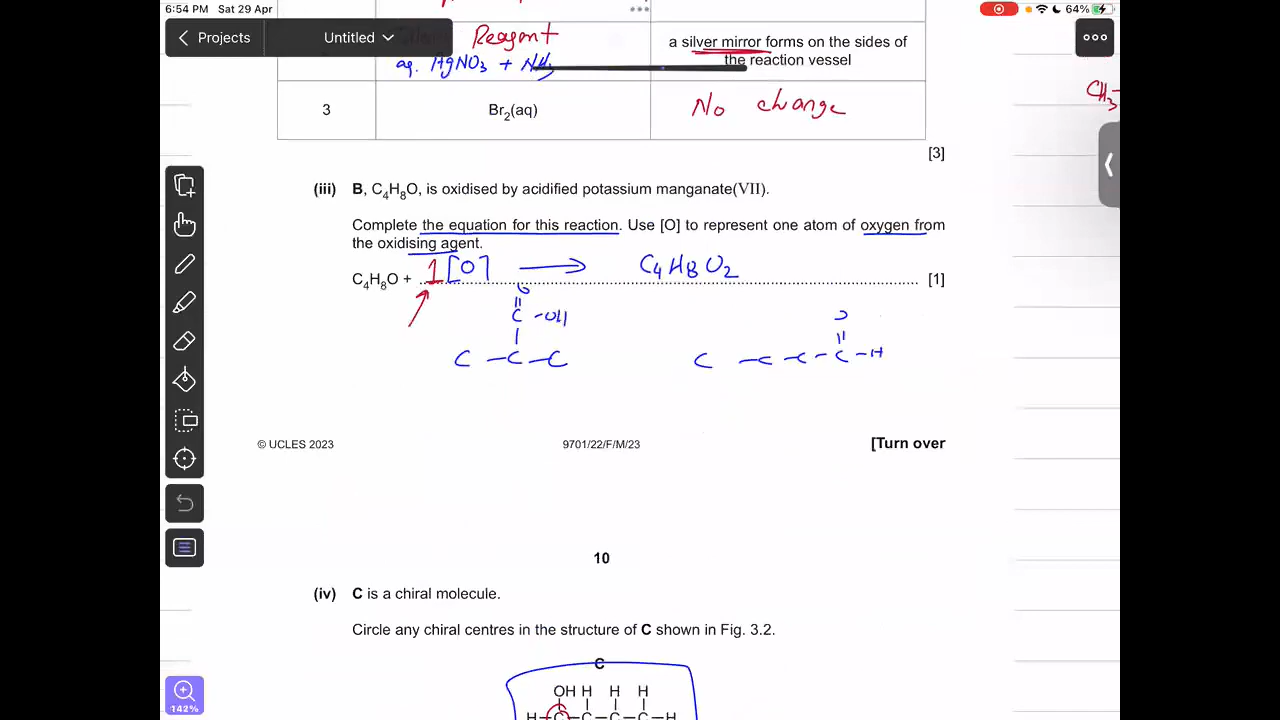 6:54 PM Sat 29 Apr
64%
Projects
Untitled
Reagent
a silver mirror forms on the sides of
the reaction vessel
aq. AgNO3 + NH3
3
Br2(aq)
No change
CH3-
[3]
(iii) B, C4H8O, is oxidised by acidified potassium manganate(VII).
Complete the equation for this reaction. Use [O] to represent one atom of oxygen from
the oxidising agent.
C4H8O + 1[O] → C4H8O2 [1]
O
C-OH
C-C-C
C-C-C-C-H
© UCLES 2023
9701/22/F/M/23
[Turn over
10
(iv) C is a chiral molecule.
Circle any chiral centres in the structure of C shown in Fig. 3.2.
C
OH H H H
H-C-C-C-C-H
142%